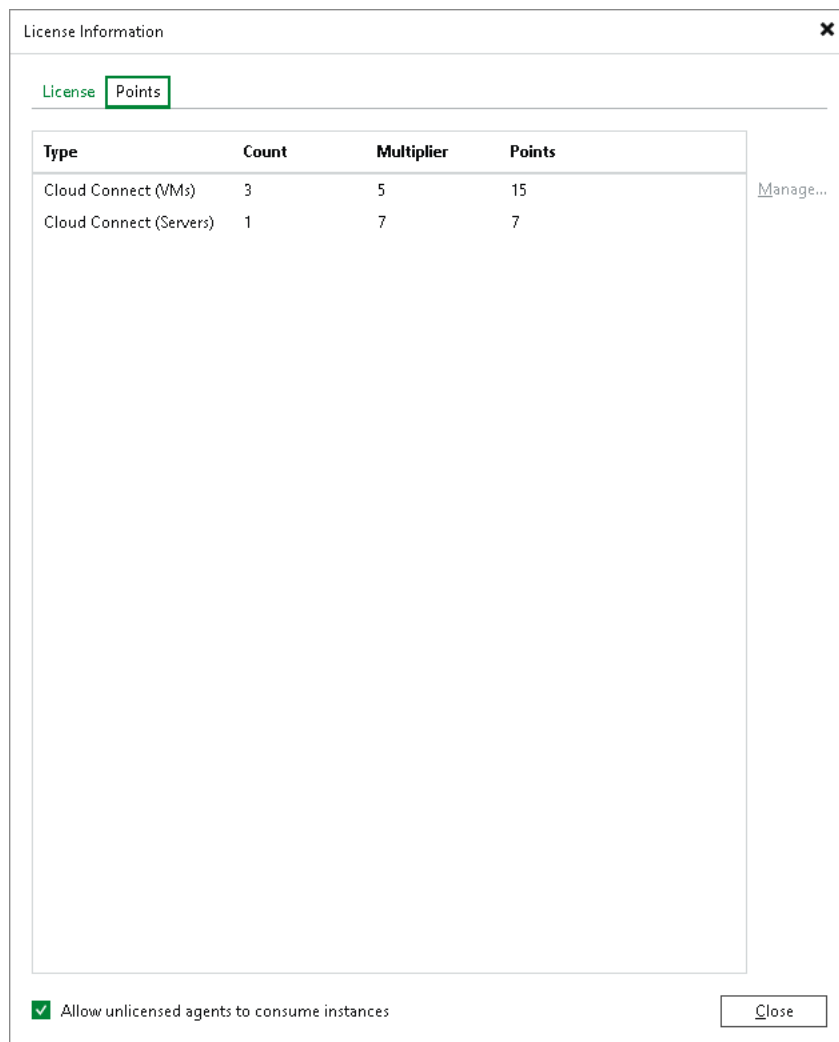 License Information
License Points
Type Count Multiplier Points
Cloud Connect (VMs) 3 5 15
Manage...
Cloud Connect (Servers) 1 7 7
Allow unlicensed agents to consume instances
Close